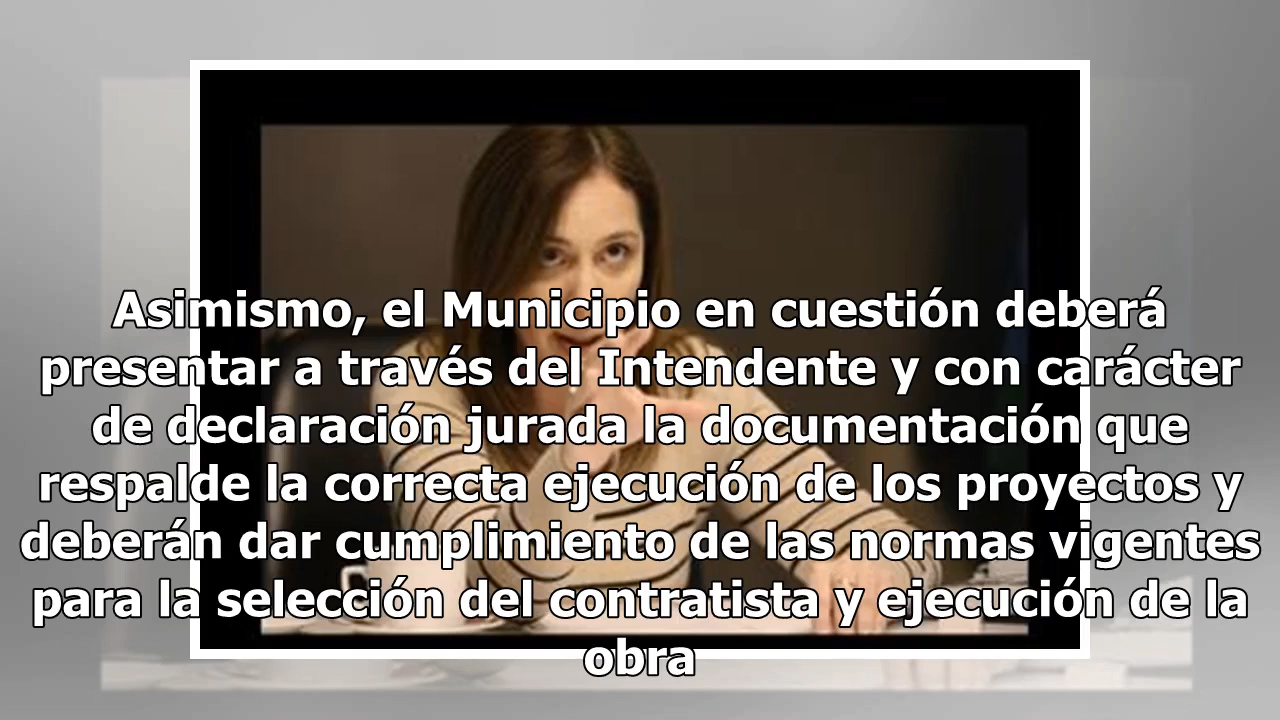 Asimismo, el Municipio en cuestión deberá
presentar a través del Intendente y con carácter
de declaración jurada la documentación que
respalde la correcta ejecución de los proyectos y
deberán dar cumplimiento de las normas vigentes
para la selección del contratista y ejecución de la
obra